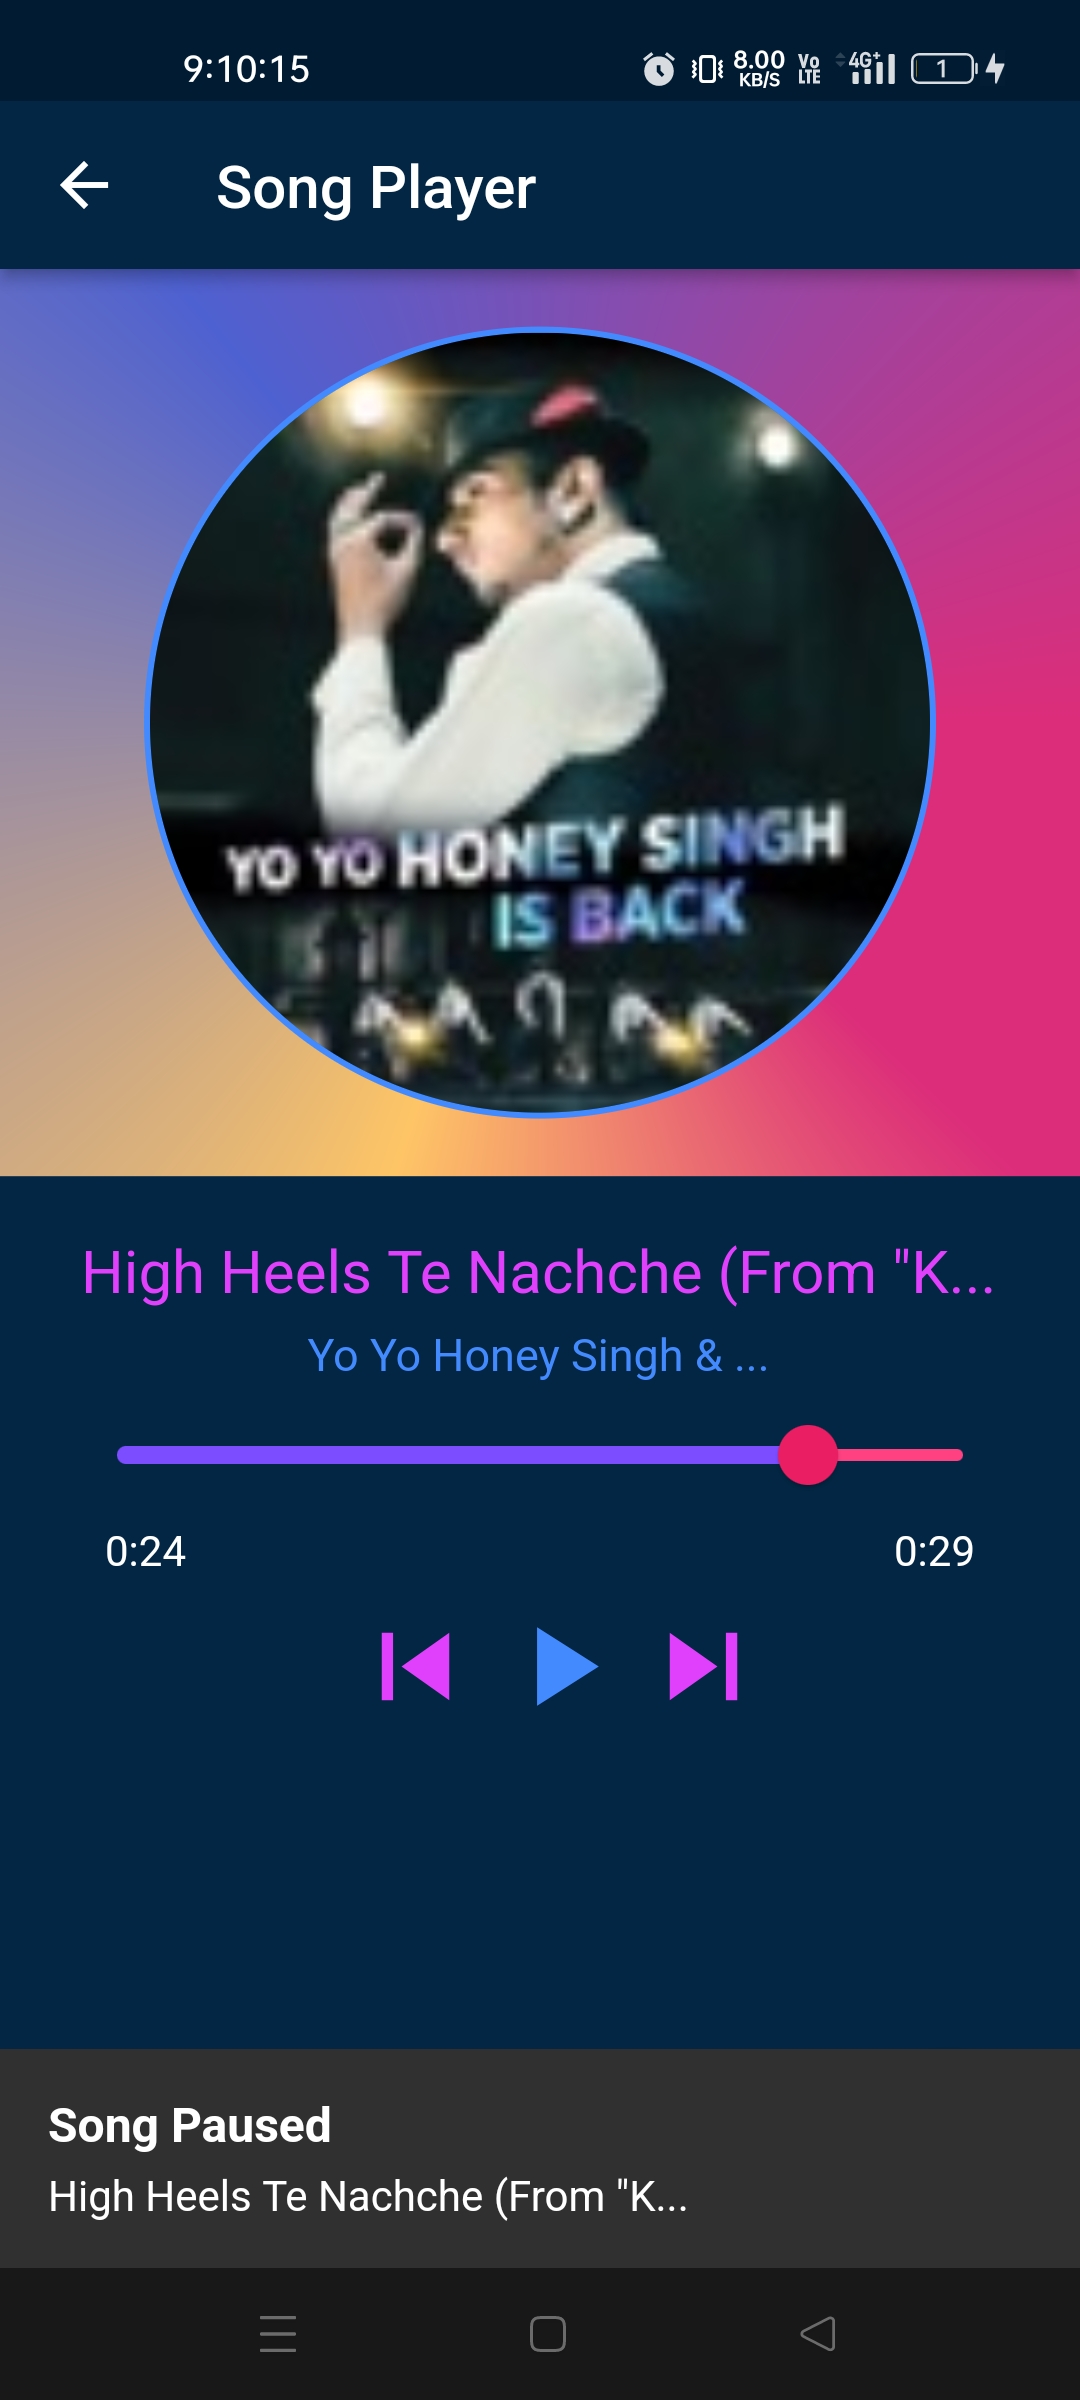 9:10:15
8.00
KB/S
Vo
LTE
4G+
1
Song Player
YO YO HONEY SINGH
IS BACK
High Heels Te Nachche (From "K...
Yo Yo Honey Singh & ...
0:24
0:29
Song Paused
High Heels Te Nachche (From "K...